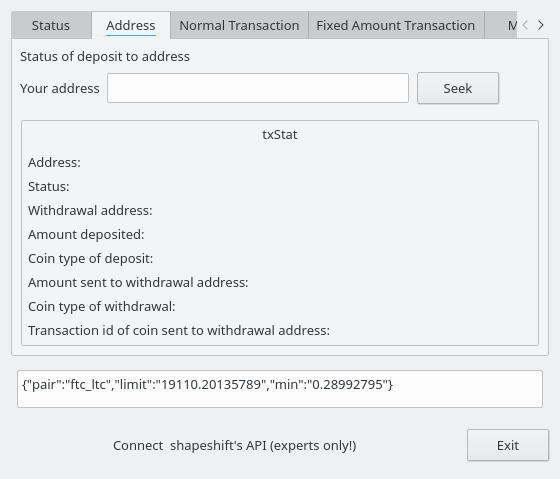 Status Address Normal Transaction Fixed Amount Transaction
Status of deposit to address
Your address Seek
txStat
Address:
Status:
Withdrawal address:
Amount deposited:
Coin type of deposit:
Amount sent to withdrawal address:
Coin type of withdrawal:
Transaction id of coin sent to withdrawal address:
{"pair":"ftc_ltc","limit":"19110.20135789","min":"0.28992795"}
Connect  shapeshift's API (experts only!) Exit